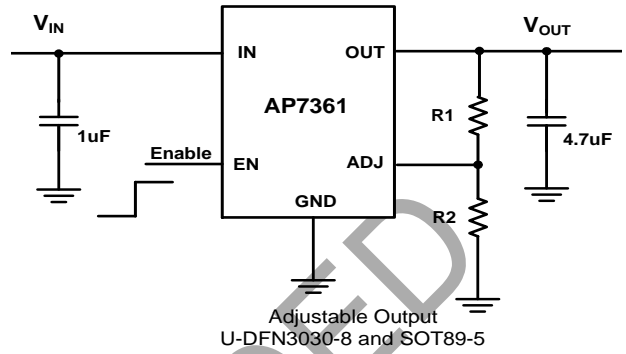 VIN
VOUT
IN
OUT
AP7361
R1
1uF
4.7uF
Enable
EN
ADJ
GND
R2
Adjustable Output
U-DFN3030-8 and SOT89-5